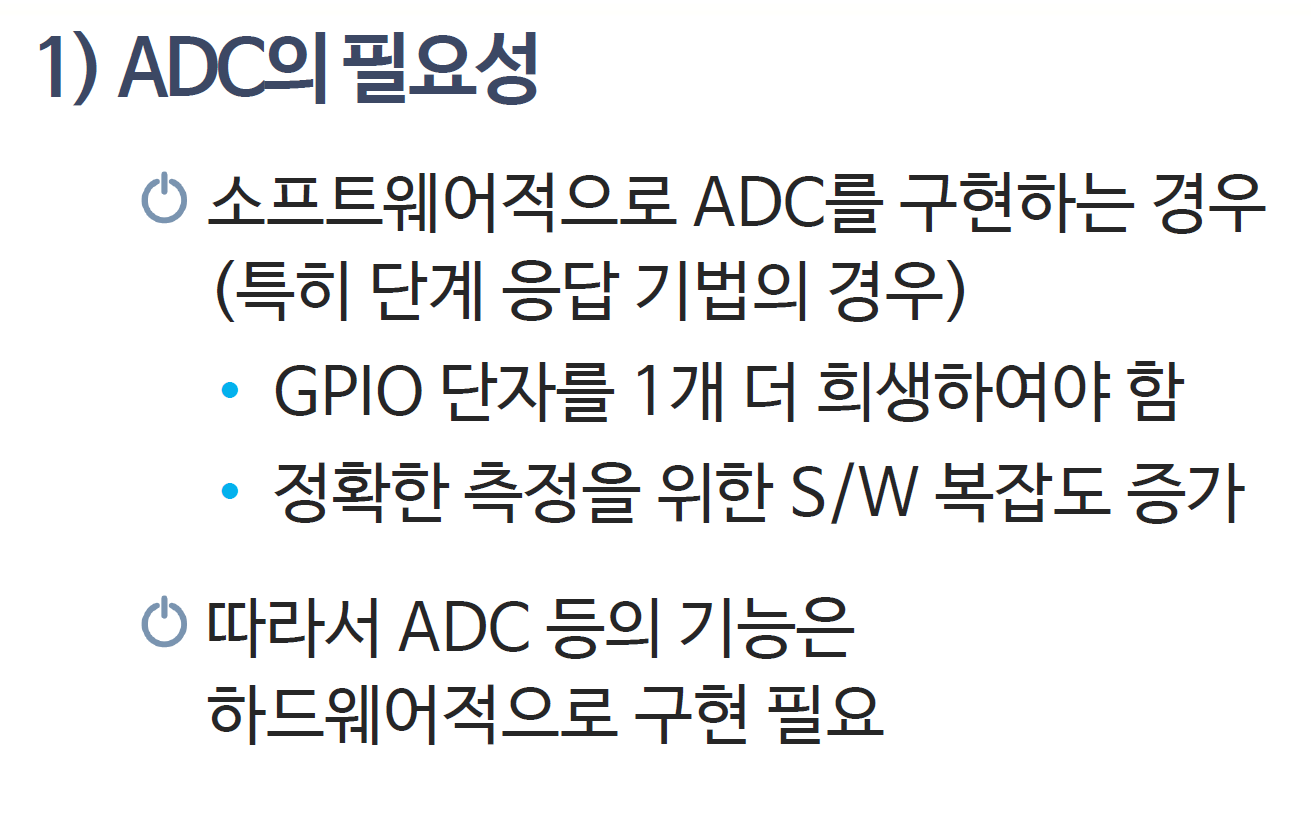 1) ADC의 필요성
소프트웨어적으로 ADC를 구현하는 경우
(특히 단계 응답 기법의 경우)
• GPIO 단자를 1개 더 희생하여야 함
• 정확한 측정을 위한 S/W 복잡도 증가
따라서 ADC 등의 기능은
하드웨어적으로 구현 필요